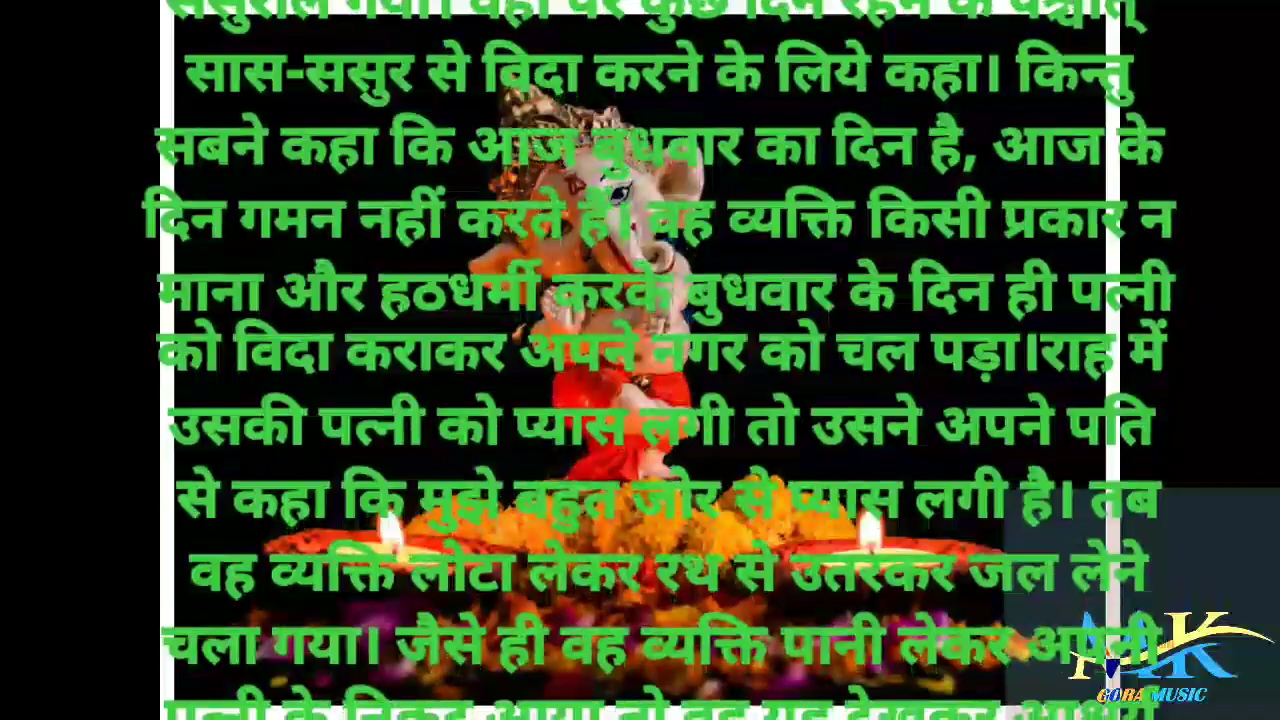 ससुराल गया। वहाँ पर कुछ दिन रहने के पश्चात्
सास-ससुर से विदा करने के लिये कहा। किन्तु
सबने कहा कि आज बुधवार का दिन है, आज के
दिन गमन नहीं करते हैं। वह व्यक्ति किसी प्रकार न
माना और हठधर्मी करके बुधवार के दिन ही पत्नी
को विदा कराकर अपने नगर को चल पड़ा।राह में
उसकी पत्नी को प्यास लगी तो उसने अपने पति
से कहा कि मुझे बहुत जोर से प्यास लगी है। तब
वह व्यक्ति लोटा लेकर रथ से उतरकर जल लेने
चला गया। जैसे ही वह व्यक्ति पानी लेकर अपनी
पत्नी के निकट आया तो वह यह देखकर
AK
GORA MUSIC